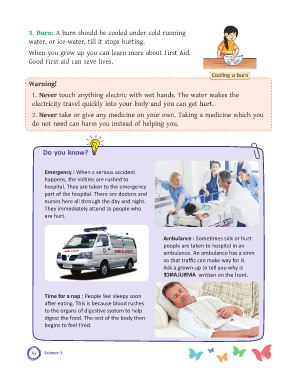 3. Burn: A burn should be cooled under cold running
water, or ice-water, till it stops hurting.
When you grow up you can learn more about First Aid.
Good First aid can save lives.
Cooling a burn
Warning!
1. Never touch anything electric with wet hands. The water makes the
electricity travel quickly into your body and you can get hurt.
2. Never take or give any medicine on your own. Taking a medicine which you
do not need can harm you instead of helping you.
Do you know?
Emergency : When a serious accident
happens, the victims are rushed to
hospital. They are taken to the emergency
part of the hospital. There are doctors and
nurses here all through the day and night.
They immediately attend to people who
are hurt.
Ambulance : Sometimes sick or hurt
people are taken to hospital in an
ambulance. An ambulance has a siren
so that traffic can make way for it.
Ask a grown-up to tell you why is
AMBULANCE written on the front.
Time for a nap : People feel sleepy soon
after eating. This is because blood rushes
to the organs of digestive system to help
digest the food. The rest of the body then
begins to feel tired.
Science-3